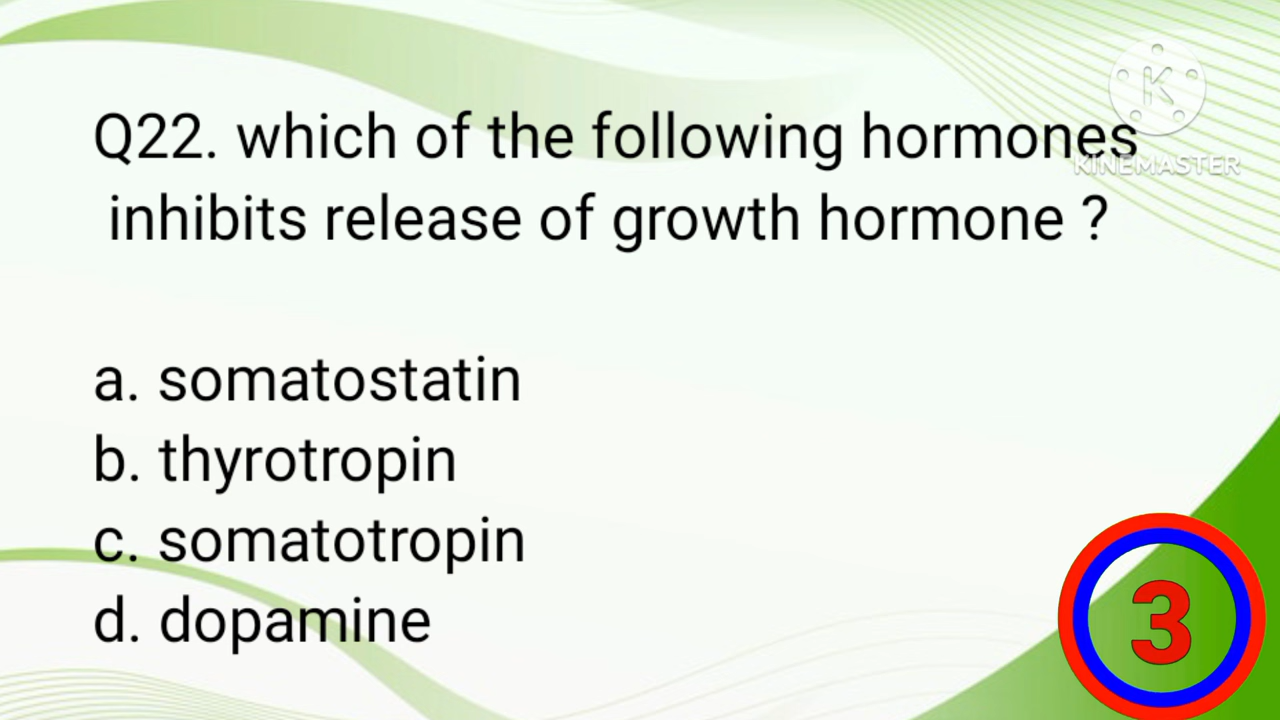 Q22. which of the following hormones
inhibits release of growth hormone ?
a. somatostatin
b. thyrotropin
c. somatotropin
d. dopamine
K
KINEMASTER
3